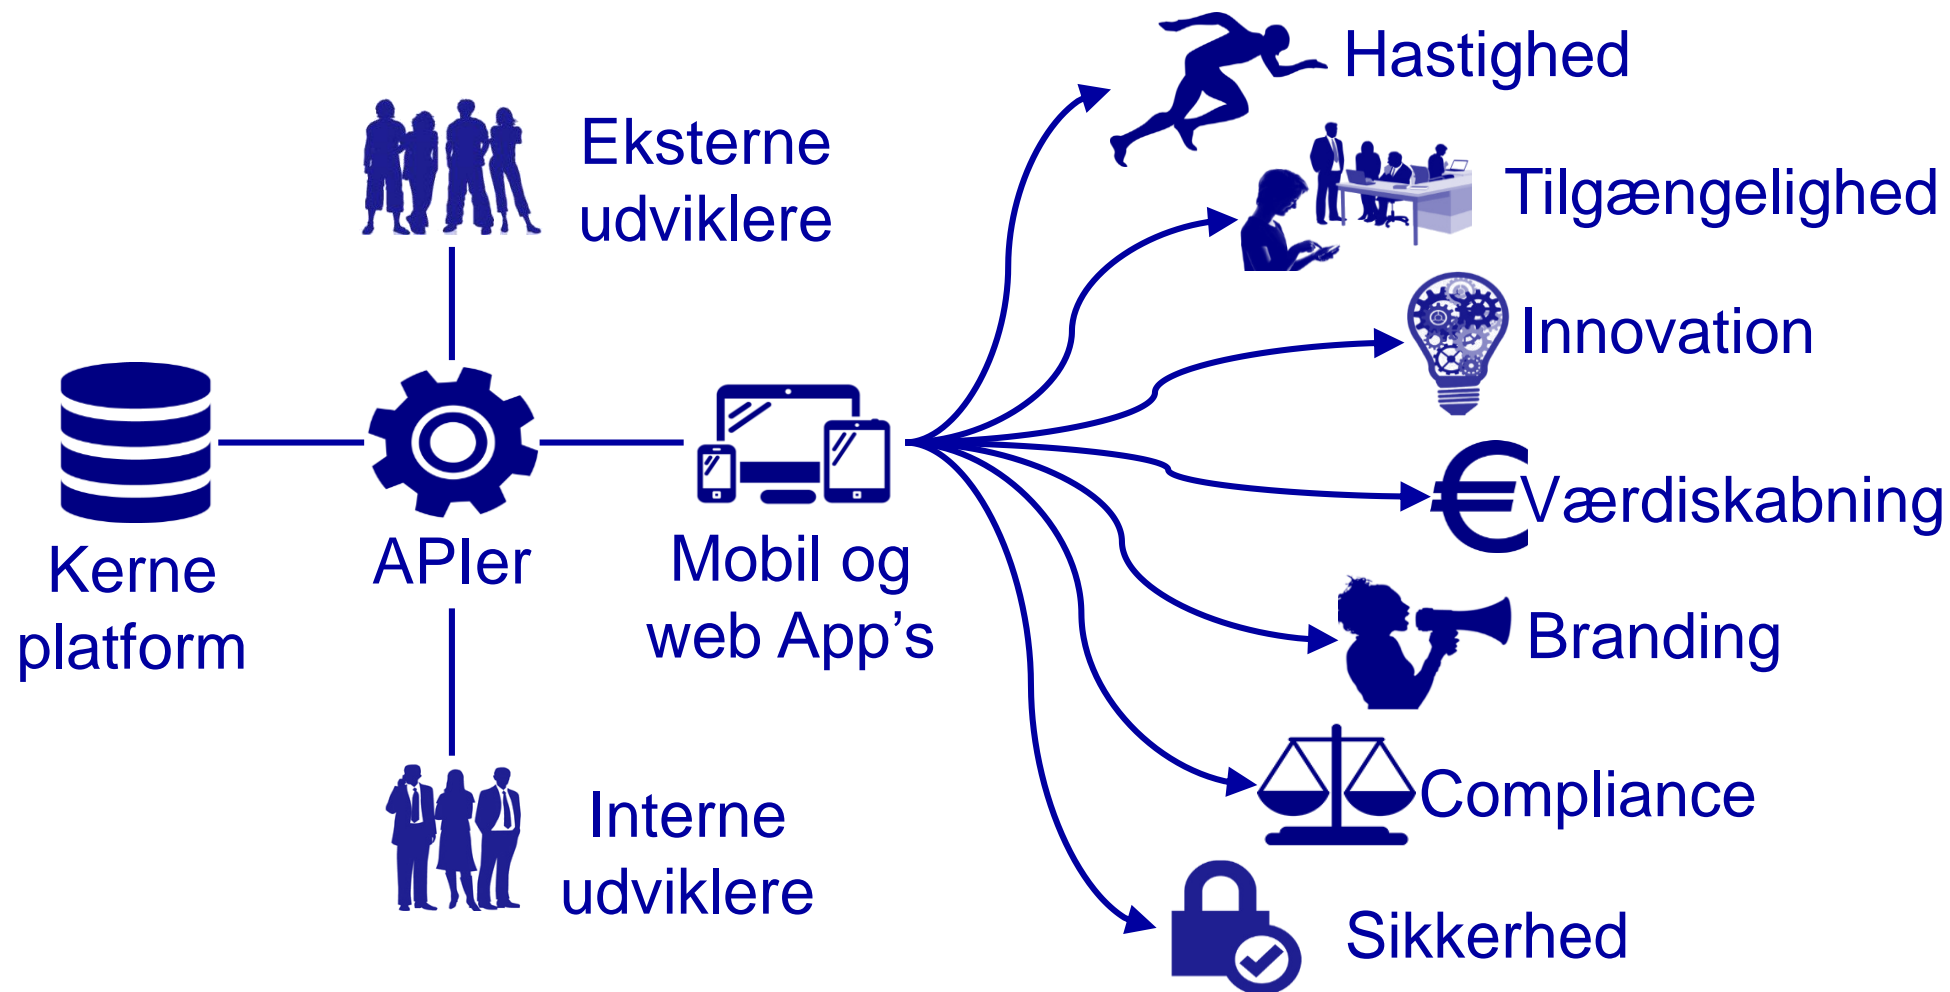 Eksterne
udviklere
Kerne
platform
APIer
Mobil og
web App’s
Interne
udviklere
Hastighed
Tilgængelighed
Innovation
Værdiskabning
Branding
Compliance
Sikkerhed